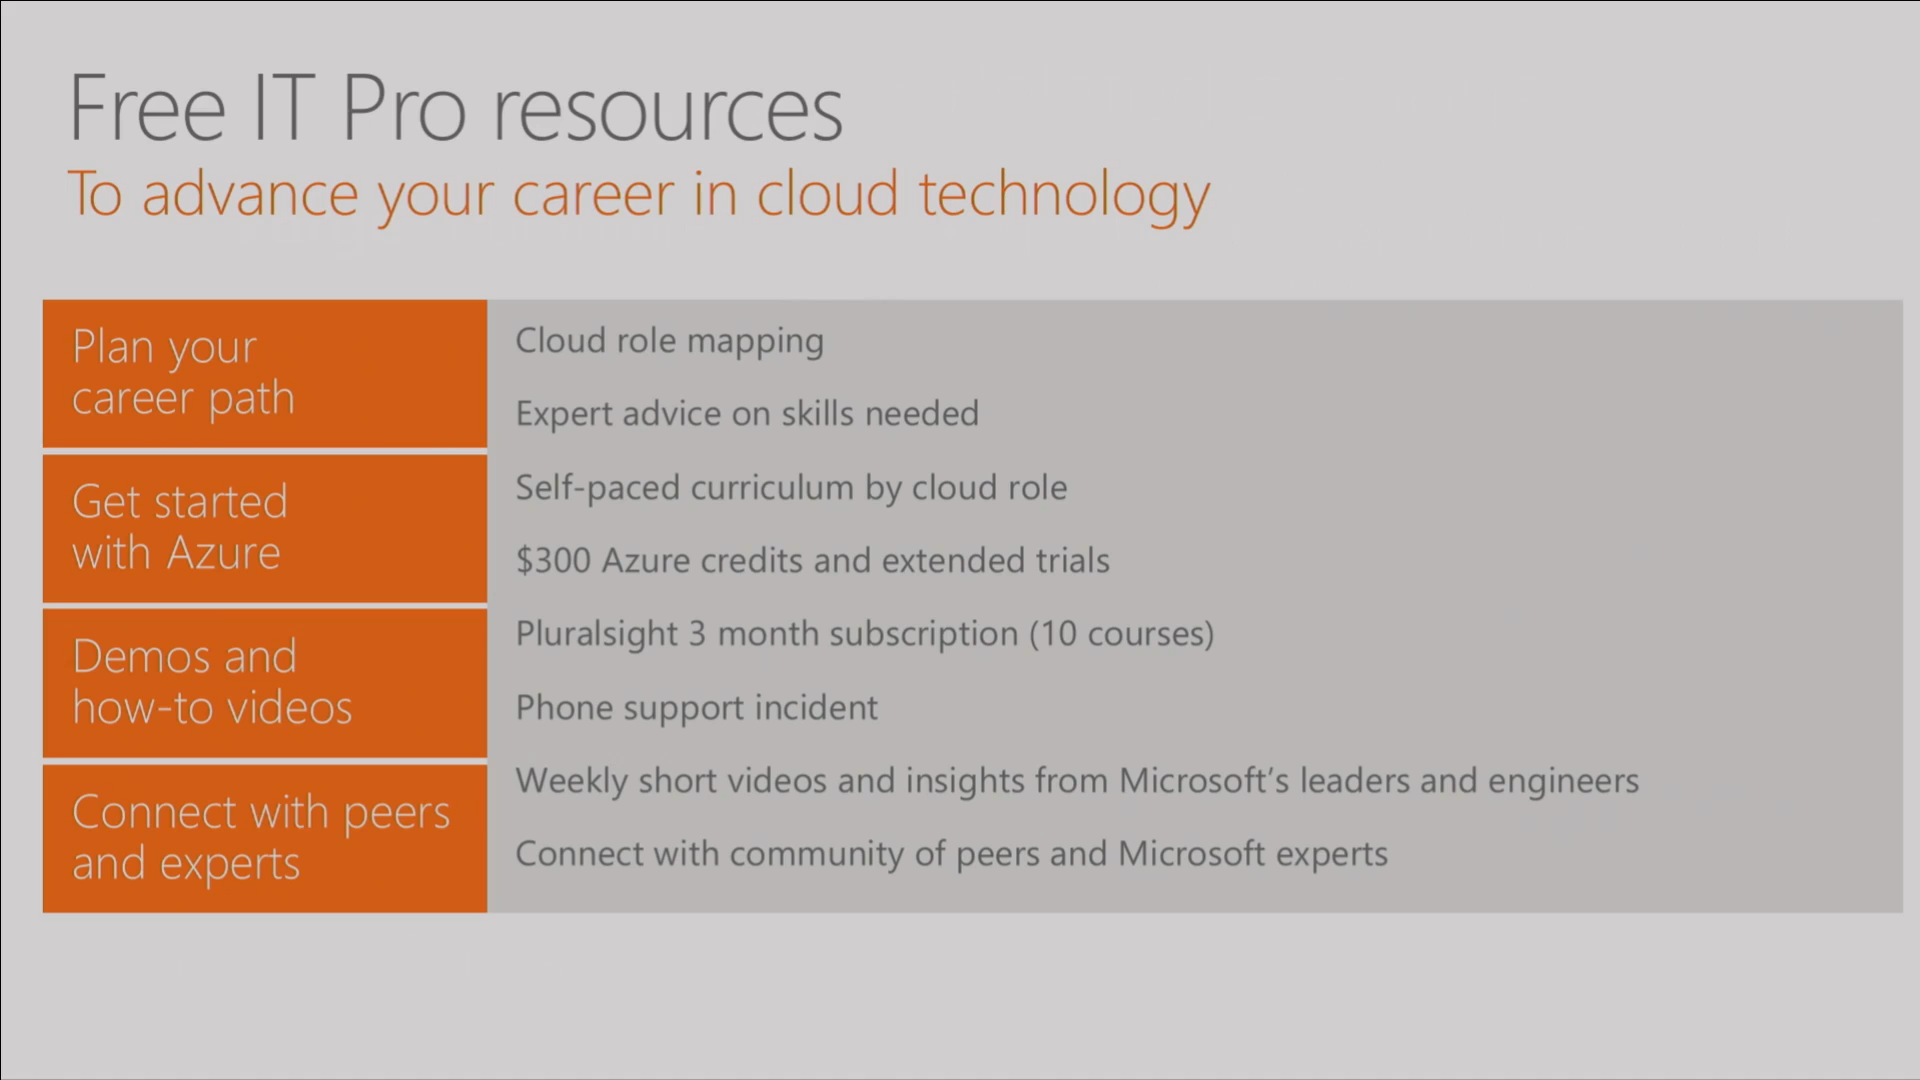 Free IT Pro resources
To advance your career in cloud technology
Plan your
career path
Get started
with Azure
Demos and
how-to videos
Connect with peers
and experts
Cloud role mapping
Expert advice on skills needed
Self-paced curriculum by cloud role
$300 Azure credits and extended trials
Pluralsight 3 month subscription (10 courses)
Phone support incident
Weekly short videos and insights from Microsoft’s leaders and engineers
Connect with community of peers and Microsoft experts